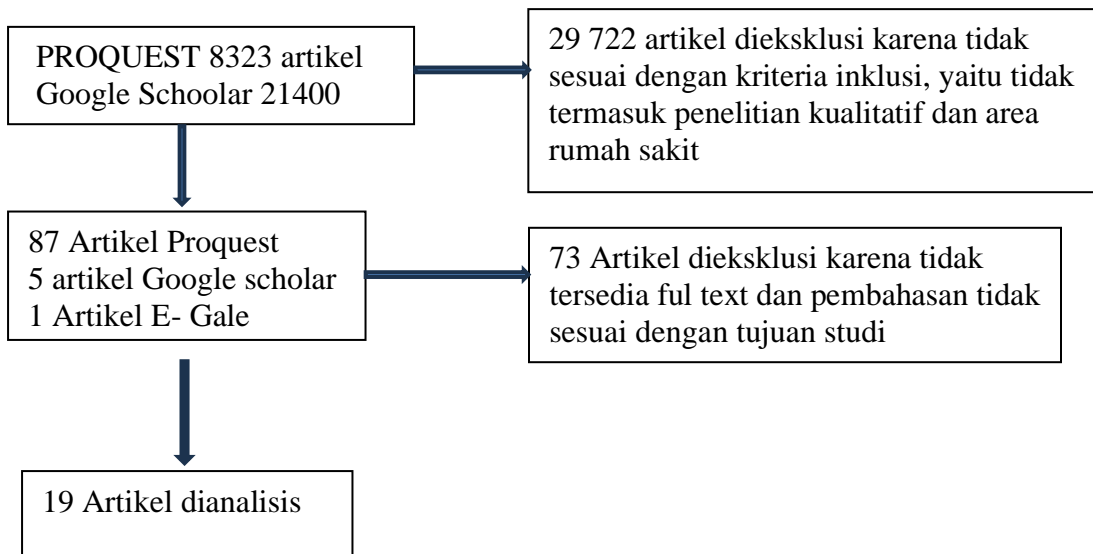 PROQUEST 8323 artikel
Google Schoolar 21400
29 722 artikel dieksklusi karena tidak
sesuai dengan kriteria inklusi, yaitu tidak
termasuk penelitian kualitatif dan area
rumah sakit
87 Artikel Proquest
5 artikel Google scholar
1 Artikel E- Gale
73 Artikel dieksklusi karena tidak
tersedia ful text dan pembahasan tidak
sesuai dengan tujuan studi
19 Artikel dianalisis